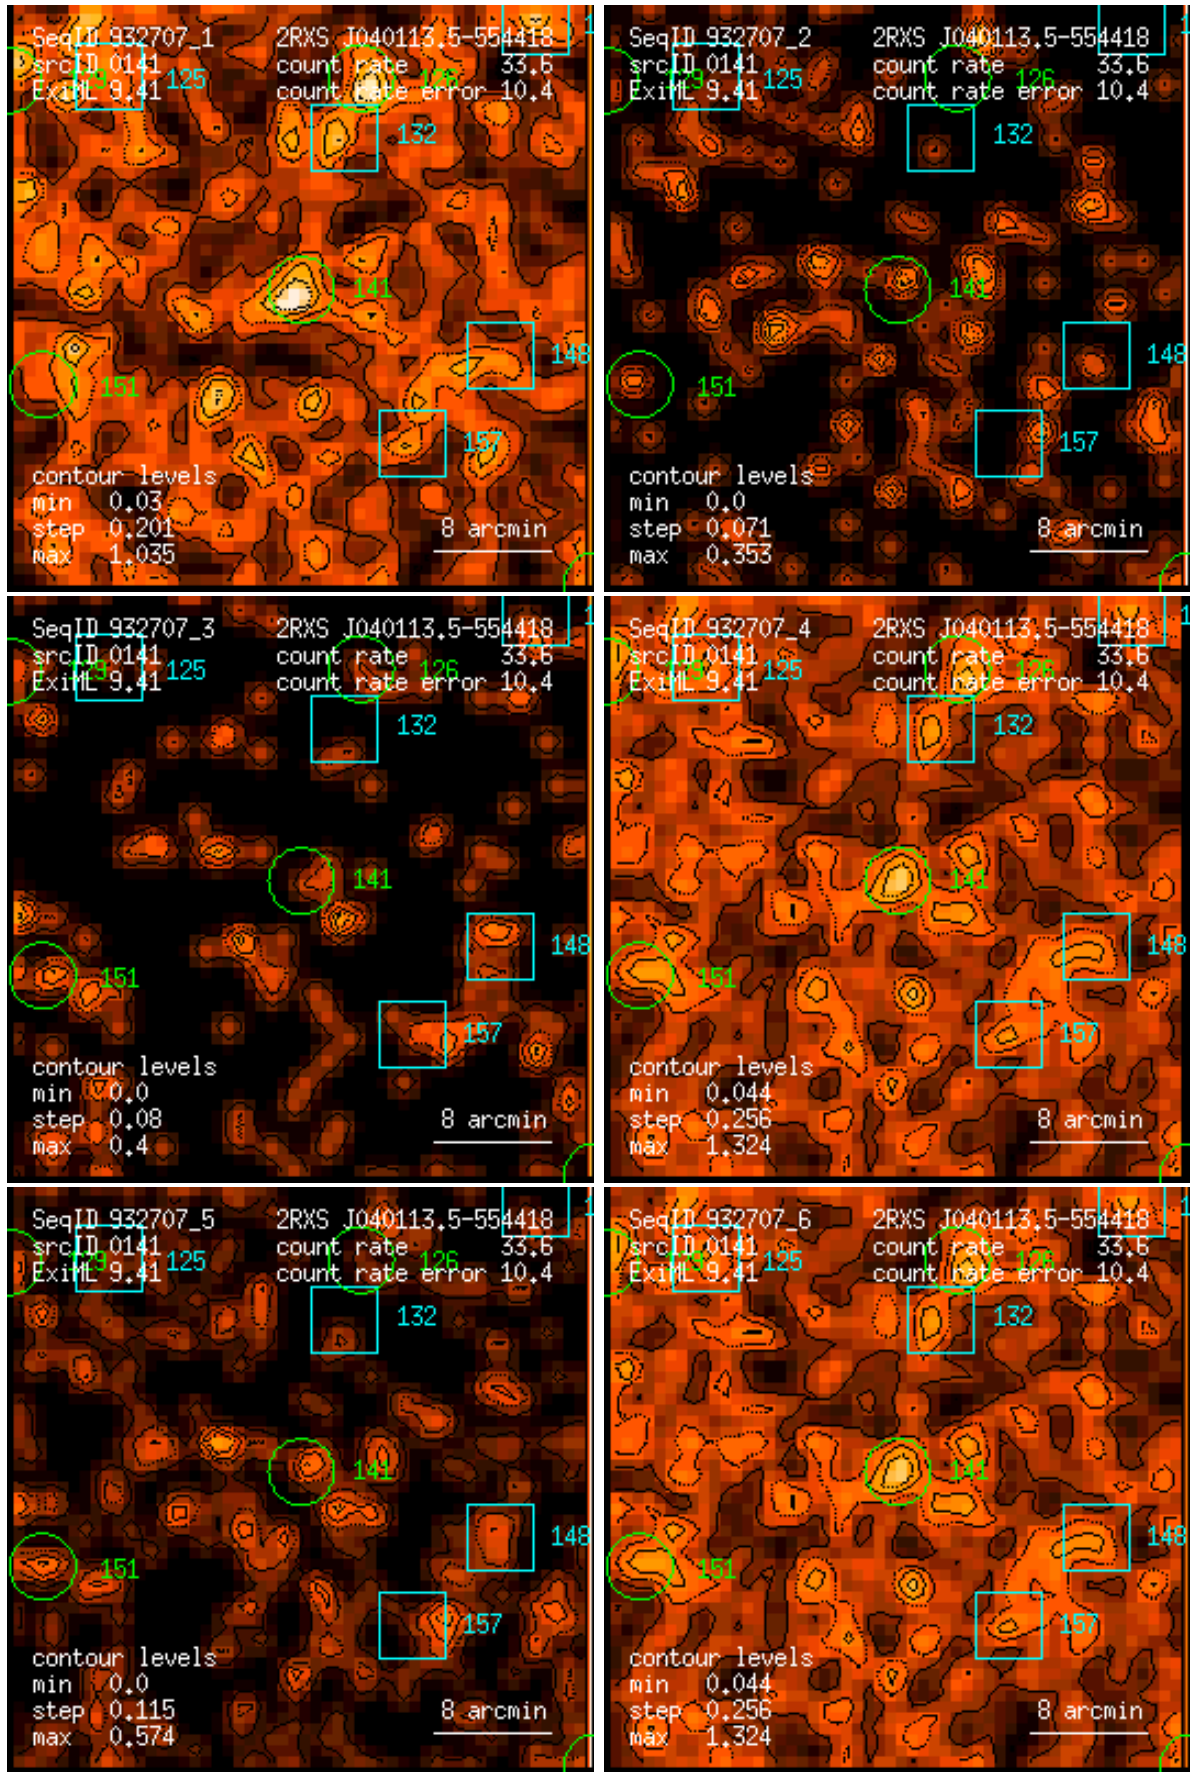 SeqID 932707_1 2RXS J040113.5-554418
srcID 0141 count rate 33.6
ExiML 9.41 count rate error 10.4
125
126
132
141
148
151
157
contour levels
min 0.03
step 0.201
max 1.035
8 arcmin
SeqID 932707_2 2RXS J040113.5-554418
srcID 0141 count rate 33.6
ExiML 9.41 count rate error 10.4
125
126
132
141
148
151
157
contour levels
min 0.0
step 0.071
max 0.353
8 arcmin
SeqID 932707_3 2RXS J040113.5-554418
srcID 0141 count rate 33.6
ExiML 9.41 count rate error 10.4
125
126
132
141
148
151
157
contour levels
min 0.0
step 0.08
max 0.4
8 arcmin
SeqID 932707_4 2RXS J040113.5-554418
srcID 0141 count rate 33.6
ExiML 9.41 count rate error 10.4
125
126
132
141
148
151
157
contour levels
min 0.044
step 0.256
max 1.324
8 arcmin
SeqID 932707_5 2RXS J040113.5-554418
srcID 0141 count rate 33.6
ExiML 9.41 count rate error 10.4
125
126
132
141
148
151
157
contour levels
min 0.0
step 0.115
max 0.574
8 arcmin
SeqID 932707_6 2RXS J040113.5-554418
srcID 0141 count rate 33.6
ExiML 9.41 count rate error 10.4
125
126
132
141
148
151
157
contour levels
min 0.044
step 0.256
max 1.324
8 arcmin